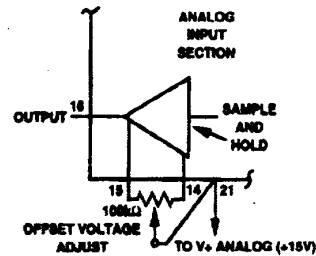 ANALOG
INPUT
SECTION
16
OUTPUT
SAMPLE
AND
HOLD
15
14
21
100kΩ
OFFSET VOLTAGE
ADJUST
TO V+ ANALOG (+15V)